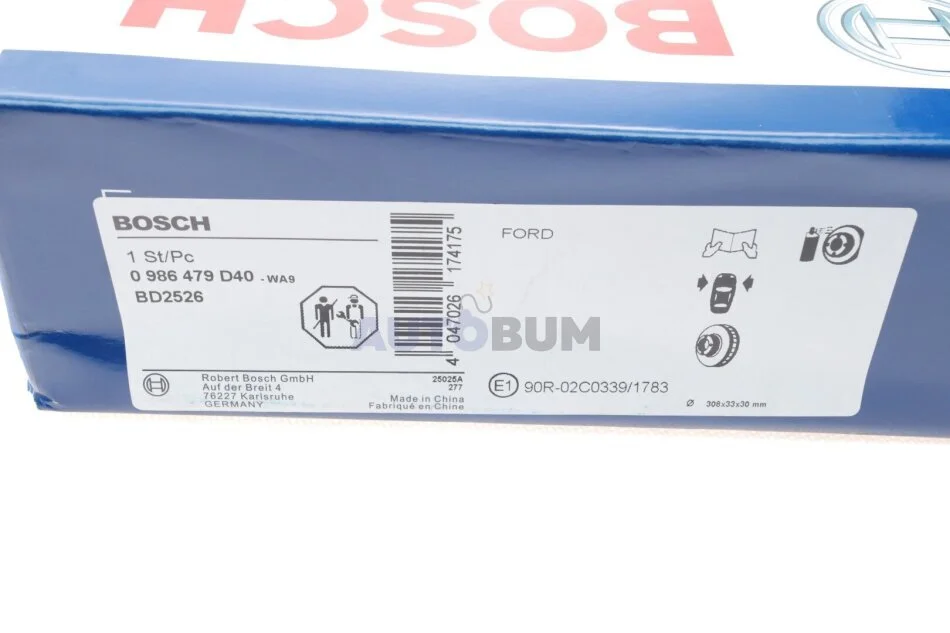 BOSCH
BOSCH
1 St/Pc
0 986 479 D40 -WA9
BD2526
4 047026 174175
FORD
AUTOBUM
Robert Bosch GmbH
Auf der Breit 4
76227 Karlsruhe
GERMANY
25025A
277
Made in China
Fabriqué en Chine
E1 90R-02C0339/1783
Ø 308x33x30 mm